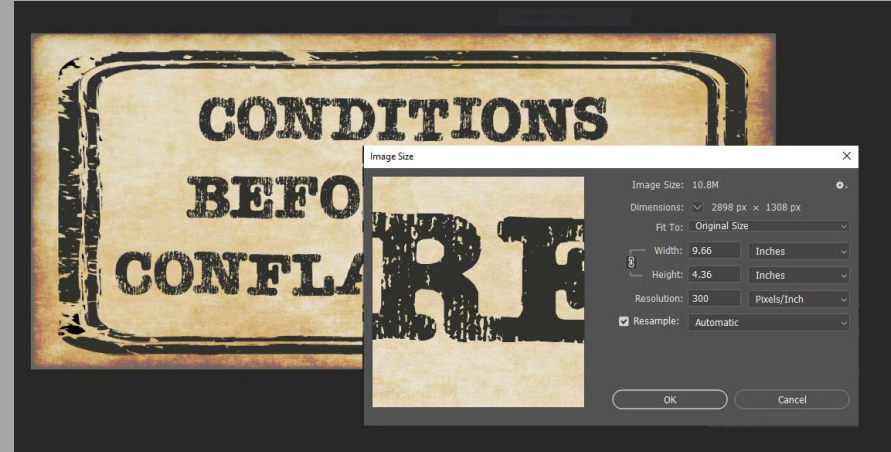 CONDITIONS
BEFO
CONFLA
Image Size
RE
Image Size: 10.8M
Dimensions: 2898 px × 1308 px
Fit To: Original Size
Width: 9.66 Inches
Height: 4.36 Inches
Resolution: 300 Pixels/Inch
Resample: Automatic
OK
Cancel